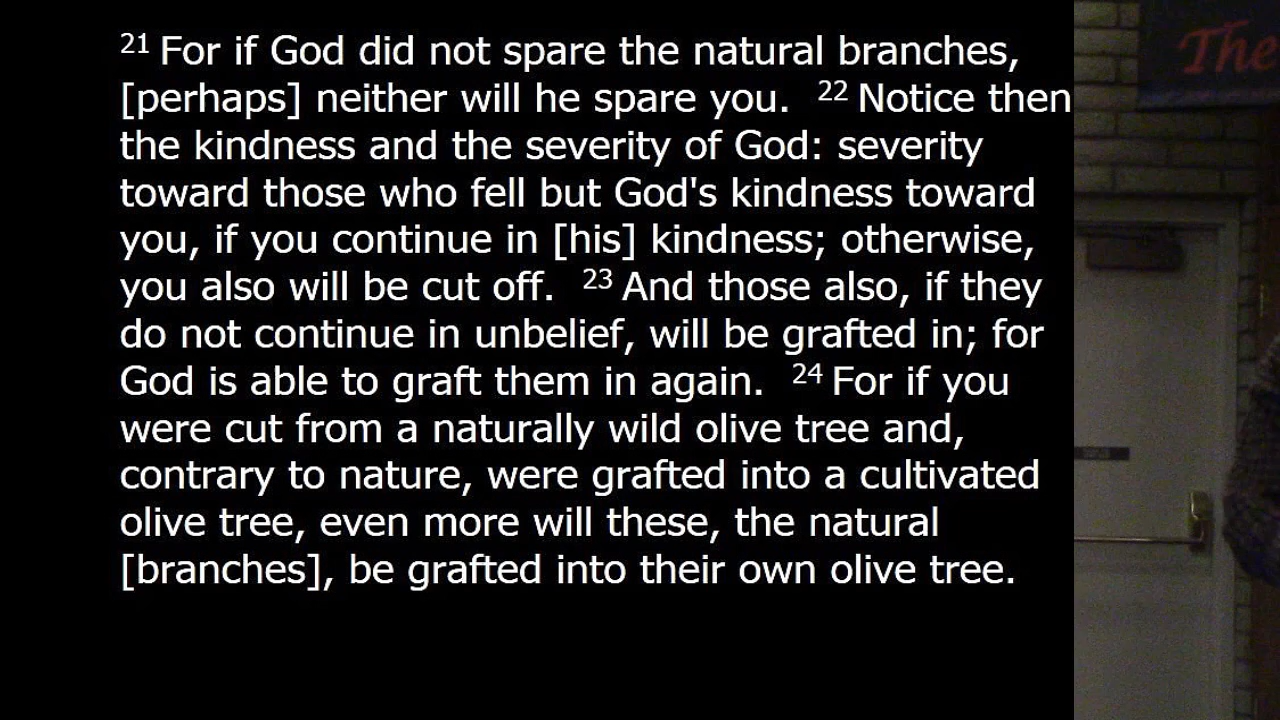 21 For if God did not spare the natural branches,
[perhaps] neither will he spare you. 22 Notice then
the kindness and the severity of God: severity
toward those who fell but God's kindness toward
you, if you continue in [his] kindness; otherwise,
you also will be cut off. 23 And those also, if they
do not continue in unbelief, will be grafted in; for
God is able to graft them in again. 24 For if you
were cut from a naturally wild olive tree and,
contrary to nature, were grafted into a cultivated
olive tree, even more will these, the natural
[branches], be grafted into their own olive tree.
The